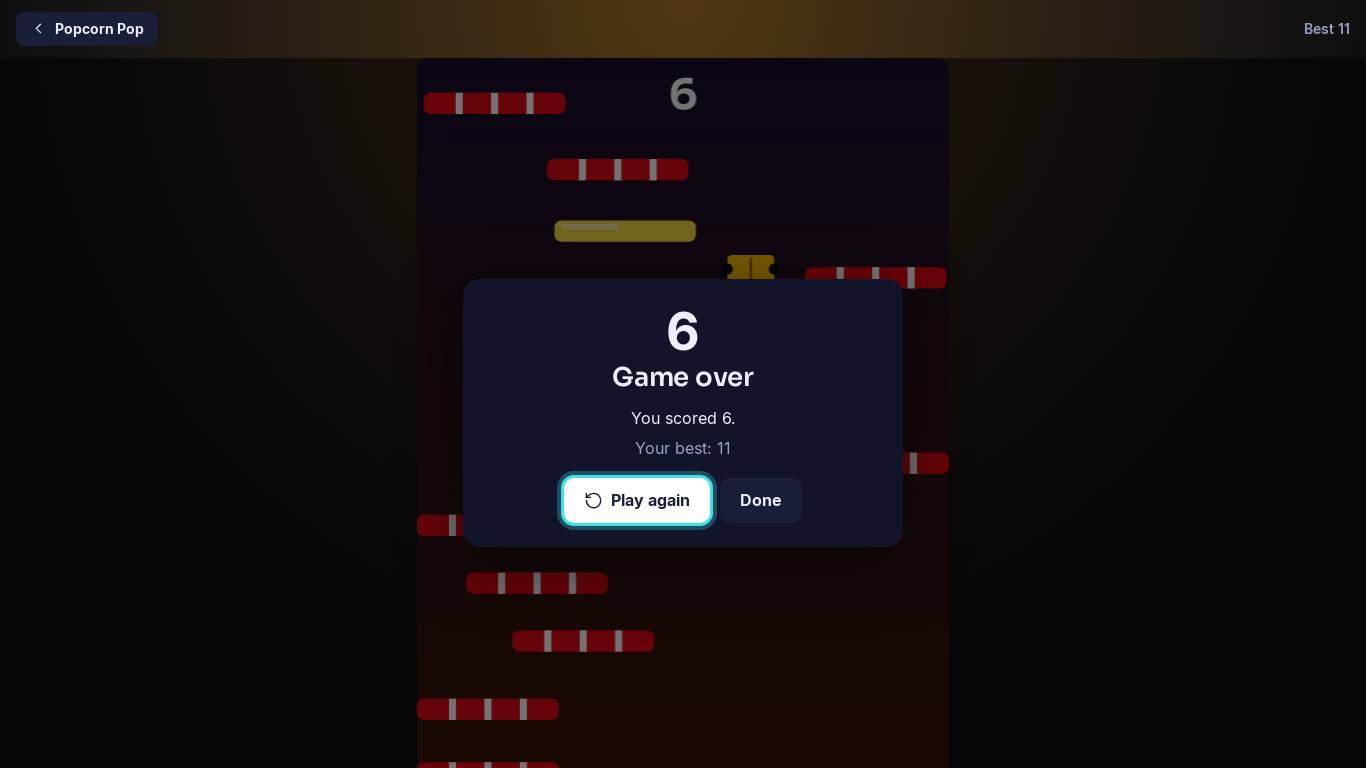 Popcorn Pop
Best 11
6
6
Game over
You scored 6.
Your best: 11
Play again
Done